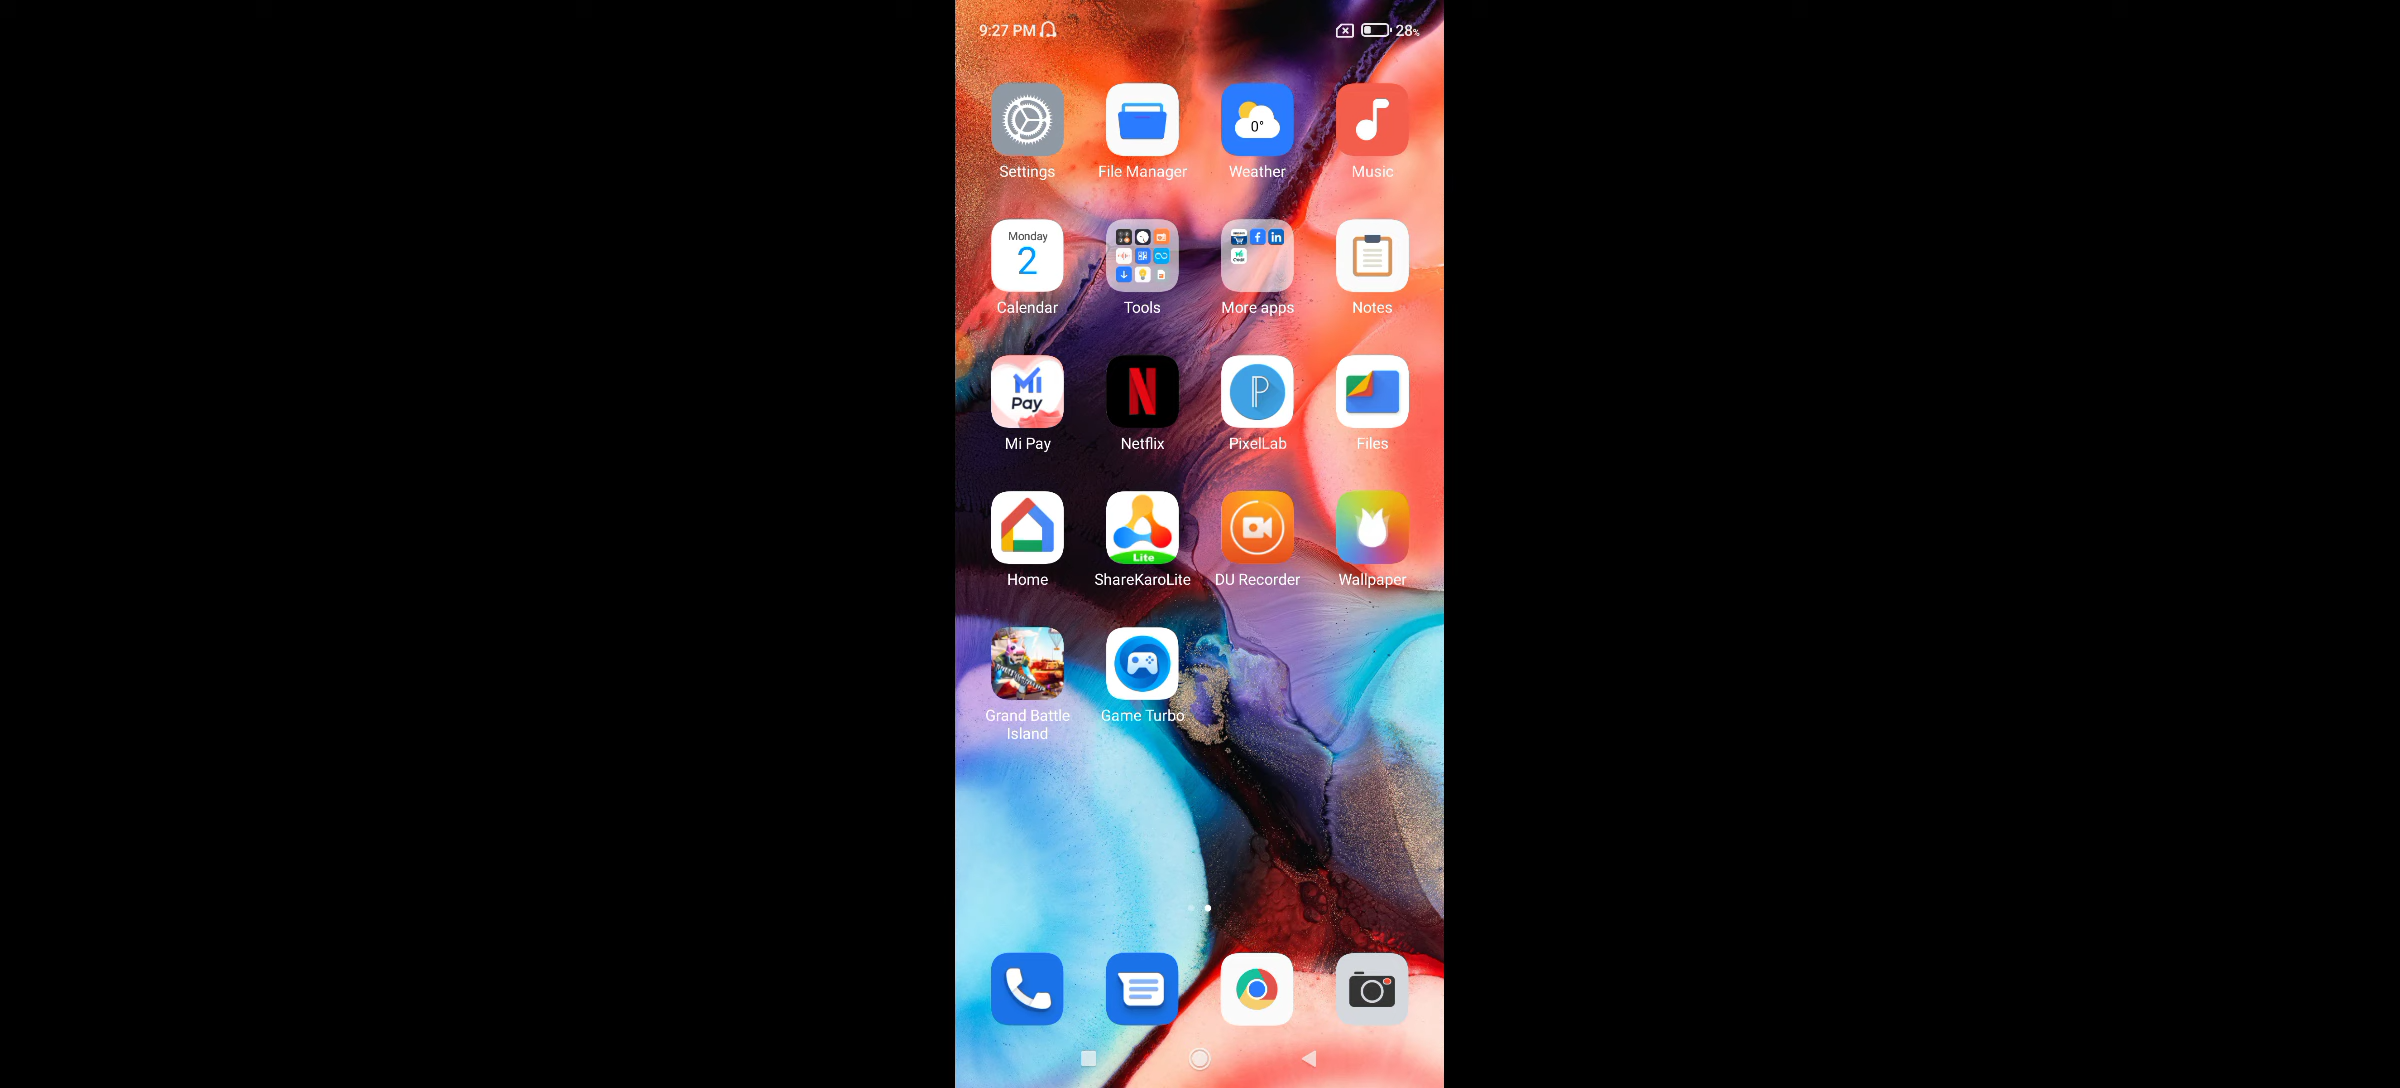 9:27 PM
28%
0°
Settings
File Manager
Weather
Music
Monday
2
Calendar
Tools
More apps
Notes
Mi
Pay
Mi Pay
Netflix
PixelLab
Files
Lite
Home
ShareKaroLite
DU Recorder
Wallpaper
Grand Battle
Island
Game Turbo